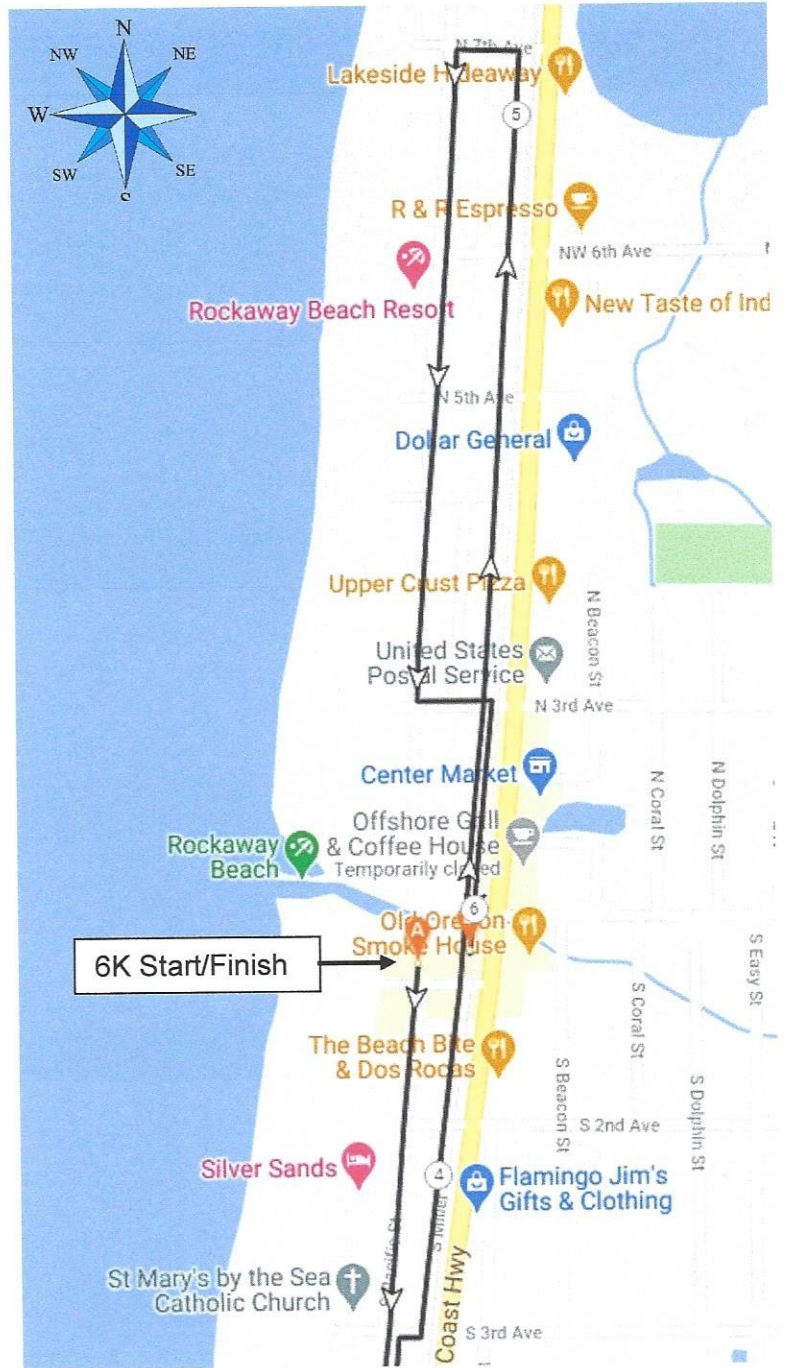 N
NW
NE
W
SW
SE
S
N 7th Ave
Lakeside Hideaway
5
R & R Espresso
NW 6th Ave
Rockaway Beach Resort
New Taste of Ind
N 5th Ave
Dollar General
Upper Crust Pizza
N Beacon St
United States
Postal Service
N 3rd Ave
Center Market
N Coral St
N Dolphin St
Offshore Grill
& Coffee House
Temporarily closed
Rockaway
Beach
6
A
Old Oregon
Smoke House
6K Start/Finish
S Easy St
S Coral St
The Beach Bite
& Dos Rocas
S Beacon St
S Dolphin St
S 2nd Ave
Silver Sands
4
Flamingo Jim's
Gifts & Clothing
S Miller
S Pacific St
St Mary's by the Sea
Catholic Church
Coast Hwy
S 3rd Ave